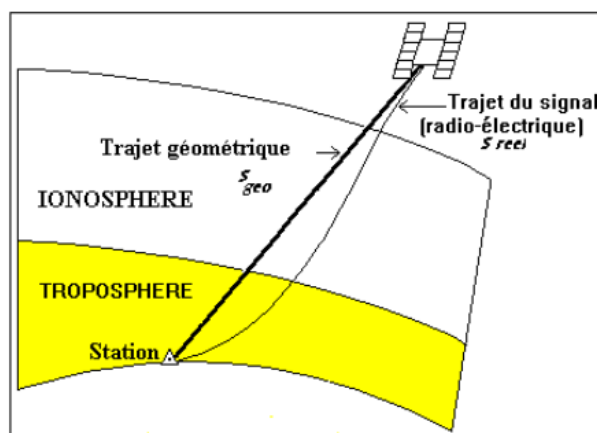 Trajet du signal
(radio-électrique)
s reel
Trajet géométrique
s geo
IONOSPHERE
TROPOSPHERE
Station